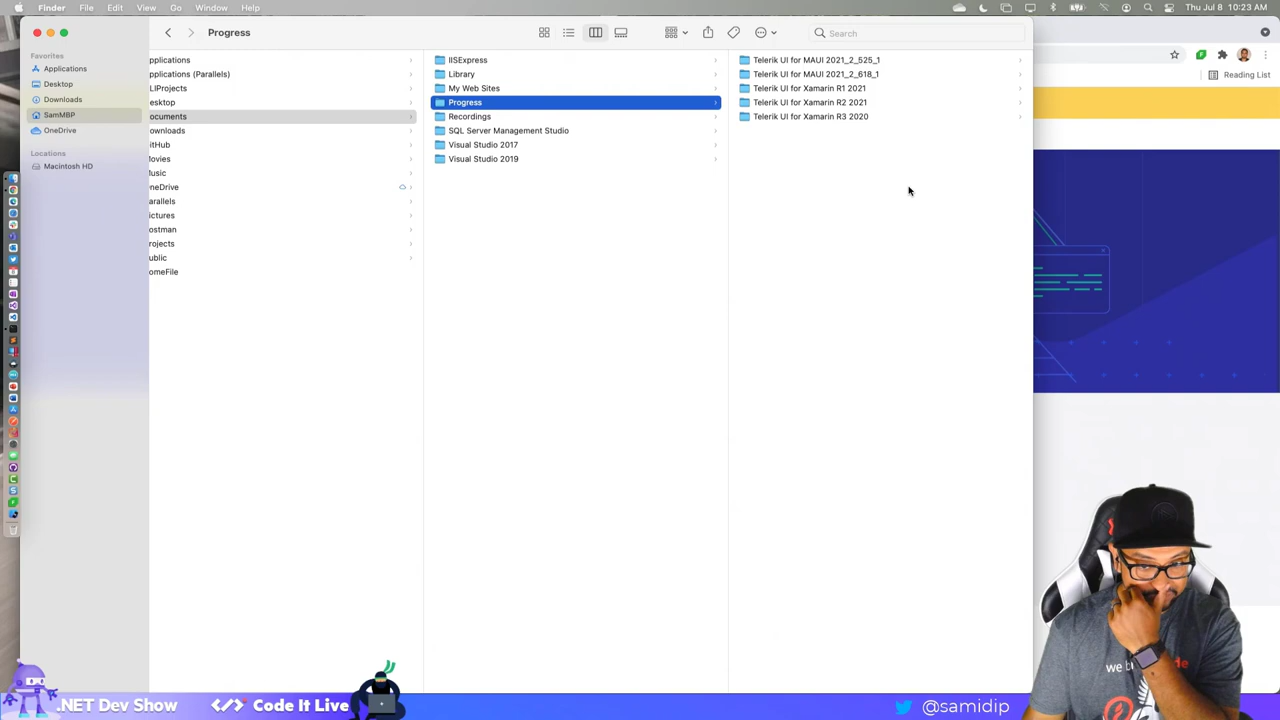 Finder File Edit View Go Window Help
Thu Jul 8 10:23 AM
Progress
Search
Reading List
Favorites
Applications
Desktop
Downloads
SamMBP
OneDrive
Locations
Macintosh HD
pplications
pplications (Parallels)
LIProjects
esktop
ocuments
ownloads
itHub
ovies
usic
neDrive
arallels
ictures
ostman
rojects
ublic
omeFile
IISExpress
Library
My Web Sites
Progress
Recordings
SQL Server Management Studio
Visual Studio 2017
Visual Studio 2019
Telerik UI for MAUI 2021_2_525_1
Telerik UI for MAUI 2021_2_618_1
Telerik UI for Xamarin R1 2021
Telerik UI for Xamarin R2 2021
Telerik UI for Xamarin R3 2020
we b
de
.NET Dev Show
Code It Live
@samidip